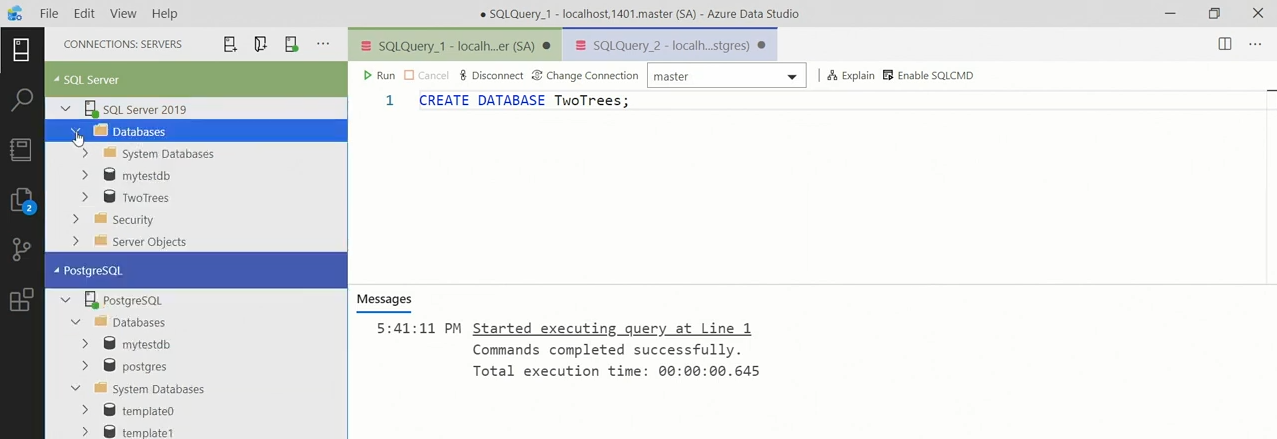 File Edit View Help
● SQLQuery_1 - localhost,1401.master (SA) - Azure Data Studio
CONNECTIONS: SERVERS
SQL Server
SQL Server 2019
Databases
System Databases
mytestdb
TwoTrees
Security
Server Objects
PostgreSQL
PostgreSQL
Databases
mytestdb
postgres
System Databases
template0
template1
2
SQLQuery_1 - localh...er (SA) ●
SQLQuery_2 - localh...stgres) ●
Run Cancel Disconnect Change Connection master Explain Enable SQLCMD
1 CREATE DATABASE TwoTrees;
Messages
5:41:11 PM Started executing query at Line 1
Commands completed successfully.
Total execution time: 00:00:00.645